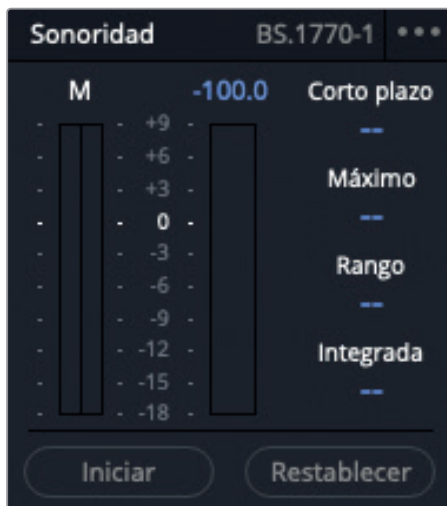 Sonoridad BS.1770-1 •••
M -100.0 Corto plazo
- - +9 - --
- - +6 -
- - +3 - Máximo
- - 0 - --
- - -3 -
- - -6 - Rango
- - -9 - --
- - -12 - Integrada
- - -15 - --
- - -18 -
Iniciar Restablecer